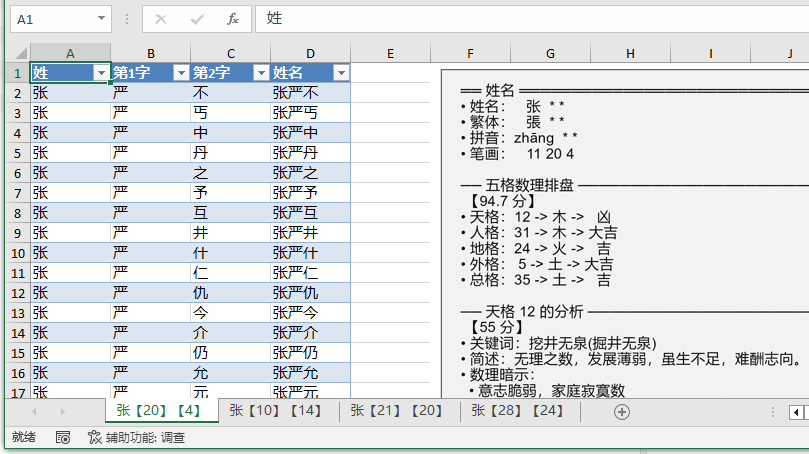 A1 fx 姓
A B C D E F G H I J
1 姓 第1字 第2字 姓名
2 张 严 不 张严不
3 张 严 丐 张严丐
4 张 严 中 张严中
5 张 严 丹 张严丹
6 张 严 之 张严之
7 张 严 予 张严予
8 张 严 互 张严互
9 张 严 井 张严井
10 张 严 什 张严什
11 张 严 仁 张严仁
12 张 严 仇 张严仇
13 张 严 今 张严今
14 张 严 介 张严介
15 张 严 仍 张严仍
16 张 严 允 张严允
17 张 严 元 张严元
══ 姓名 ══
• 姓名： 张 * *
• 繁体： 張 * *
• 拼音：zhāng * *
• 笔画： 11 20 4
── 五格数理排盘 ──
【94.7 分】
• 天格：12 -> 木 -> 凶
• 人格：31 -> 木 -> 大吉
• 地格：24 -> 火 -> 吉
• 外格： 5 -> 土 -> 大吉
• 总格：35 -> 土 -> 吉
── 天格 12 的分析 ──
【55 分】
• 关键词：挖井无泉(掘井无泉)
• 简述：无理之数，发展薄弱，虽生不足，难酬志向。
• 数理暗示：
• 意志脆弱，家庭寂寞数
张【20】【4】 张【10】【14】 张【21】【20】 张【28】【24】
就绪 辅助功能: 调查